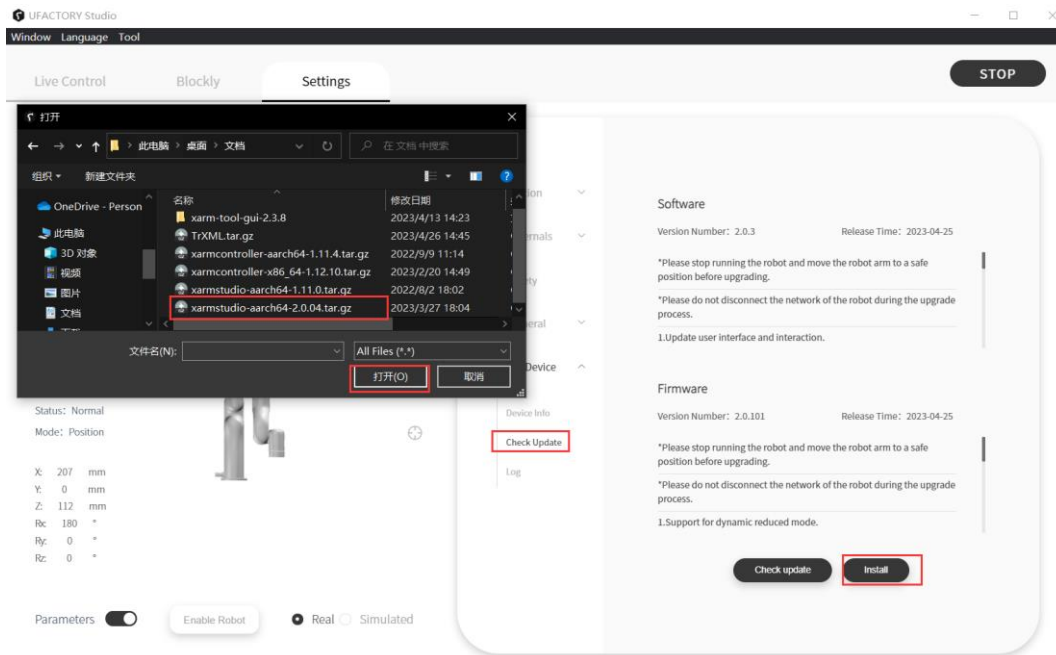 UFACTORY Studio
Window Language Tool
Live Control
Blockly
Settings
STOP
打开
此电脑 > 桌面 > 文档
在 文档 中搜索
组织
新建文件夹
OneDrive - Person
此电脑
3D 对象
视频
图片
文档
名称
修改日期
xarm-tool-gui-2.3.8
2023/4/13 14:23
TrXML.tar.gz
2023/4/26 14:45
xarmcontroller-aarch64-1.11.4.tar.gz
2022/9/9 11:14
xarmcontroller-x86_64-1.12.10.tar.gz
2023/2/20 14:49
xarmstudio-aarch64-1.11.0.tar.gz
2022/8/2 18:02
xarmstudio-aarch64-2.0.04.tar.gz
2023/3/27 18:04
文件名(N):
All Files (*.*)
打开(O)
取消
Status: Normal
Mode: Position
X: 207 mm
Y: 0 mm
Z: 112 mm
Rx: 180 °
Ry: 0 °
Rz: 0 °
Parameters
Enable Robot
Real
Simulated
Device
Device Info
Check Update
Log
Software
Version Number: 2.0.3
Release Time: 2023-04-25
*Please stop running the robot and move the robot arm to a safe
position before upgrading.
*Please do not disconnect the network of the robot during the upgrade
process.
1.Update user interface and interaction.
Firmware
Version Number: 2.0.101
Release Time: 2023-04-25
*Please stop running the robot and move the robot arm to a safe
position before upgrading.
*Please do not disconnect the network of the robot during the upgrade
process.
1.Support for dynamic reduced mode.
Check update
Install